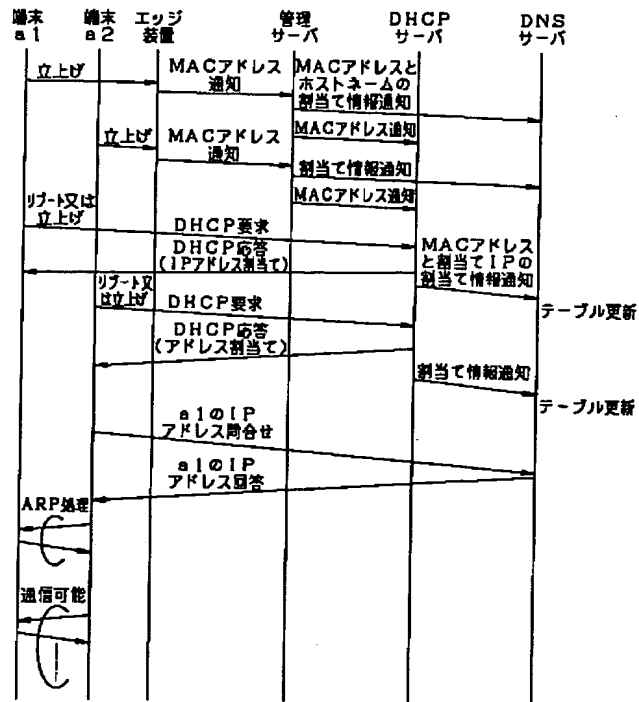 端末
a1
端末
a2
エッジ
装置
管理
サーバ
DHCP
サーバ
DNS
サーバ
立上げ
MACアドレス
通知
MACアドレスと
ホストネームの
割当て情報通知
MACアドレス通知
立上げ
MACアドレス
通知
割当て情報通知
MACアドレス通知
リブート又は
立上げ
DHCP要求
DHCP応答
(IPアドレス割当て)
MACアドレス
と割当てIPの
割当て情報通知
テーブル更新
リブート又
は立上げ
DHCP要求
DHCP応答
(アドレス割当て)
割当て情報通知
テーブル更新
a1のIP
アドレス問合せ
a1のIP
アドレス回答
ARP処理
通信可能